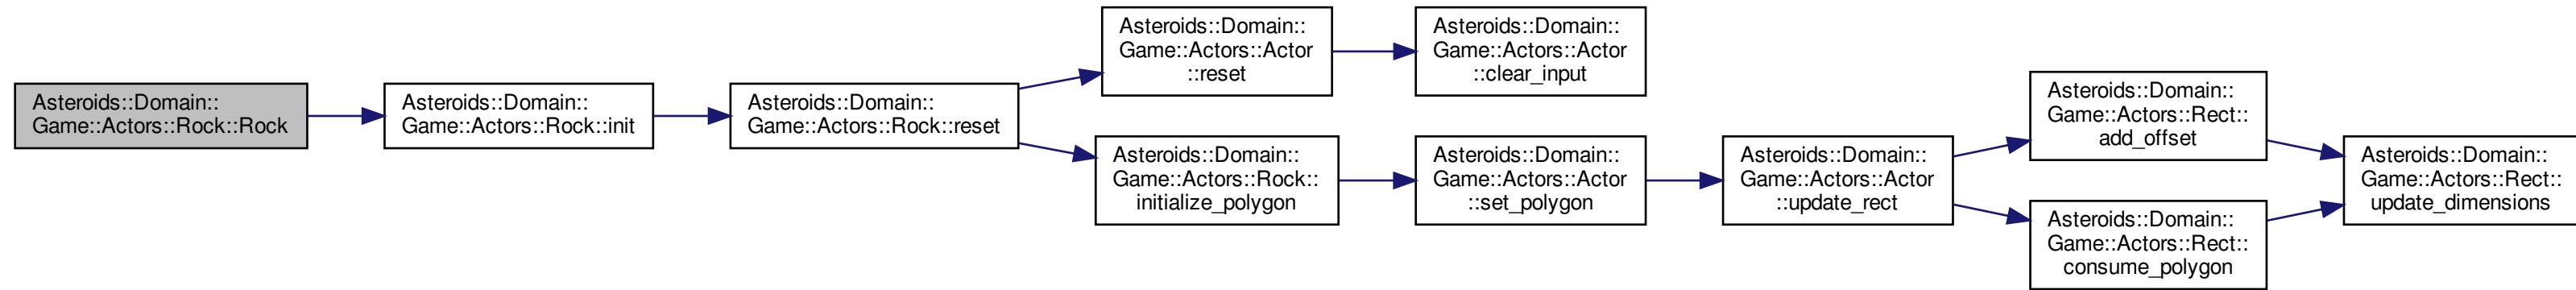 Asteroids::Domain::
Game::Actors::Rock::Rock
Asteroids::Domain::
Game::Actors::Rock::init
Asteroids::Domain::
Game::Actors::Rock::reset
Asteroids::Domain::
Game::Actors::Actor
::reset
Asteroids::Domain::
Game::Actors::Actor
::clear_input
Asteroids::Domain::
Game::Actors::Rock::
initialize_polygon
Asteroids::Domain::
Game::Actors::Actor
::set_polygon
Asteroids::Domain::
Game::Actors::Actor
::update_rect
Asteroids::Domain::
Game::Actors::Rect::
add_offset
Asteroids::Domain::
Game::Actors::Rect::
consume_polygon
Asteroids::Domain::
Game::Actors::Rect::
update_dimensions